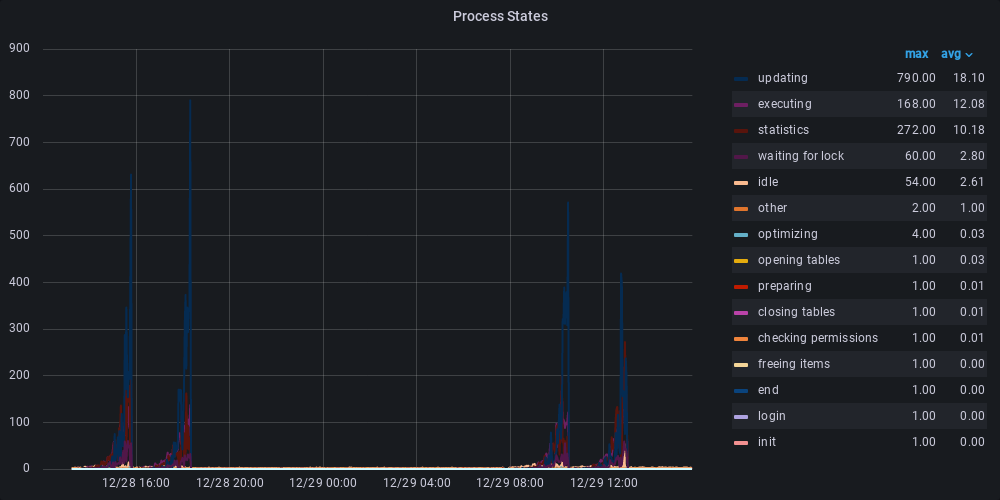 Process States
900
800
700
600
500
400
300
200
100
0
12/28 16:00 12/28 20:00 12/29 00:00 12/29 04:00 12/29 08:00 12/29 12:00
max avg
updating 790.00 18.10
executing 168.00 12.08
statistics 272.00 10.18
waiting for lock 60.00 2.80
idle 54.00 2.61
other 2.00 1.00
optimizing 4.00 0.03
opening tables 1.00 0.03
preparing 1.00 0.01
closing tables 1.00 0.01
checking permissions 1.00 0.01
freeing items 1.00 0.00
end 1.00 0.00
login 1.00 0.00
init 1.00 0.00